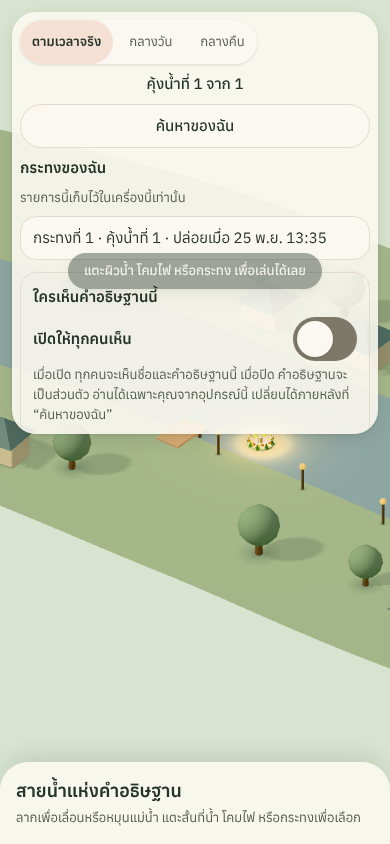 ตามเวลาจริง กลางวัน กลางคืน
คุ้งน้ำที่ 1 จาก 1
ค้นหาของฉัน
กระทงของฉัน
รายการนี้เก็บไว้ในเครื่องนี้เท่านั้น
กระทงที่ 1 · คุ้งน้ำที่ 1 · ปล่อยเมื่อ 25 พ.ย. 13:35
แตะผิวน้ำ โคมไฟ หรือกระทง เพื่อเล่นได้เลย
ใครเห็นคำอธิษฐานนี้
เปิดให้ทุกคนเห็น
เมื่อเปิด ทุกคนจะเห็นชื่อและคำอธิษฐานนี้ เมื่อปิด คำอธิษฐานจะ
เป็นส่วนตัว อ่านได้เฉพาะคุณจากอุปกรณ์นี้ เปลี่ยนได้ภายหลังที่
“ค้นหาของฉัน”
สายน้ำแห่งคำอธิษฐาน
ลากเพื่อเลื่อนหรือหมุนแม่น้ำ แตะสั้นที่น้ำ โคมไฟ หรือกระทงเพื่อเลือก